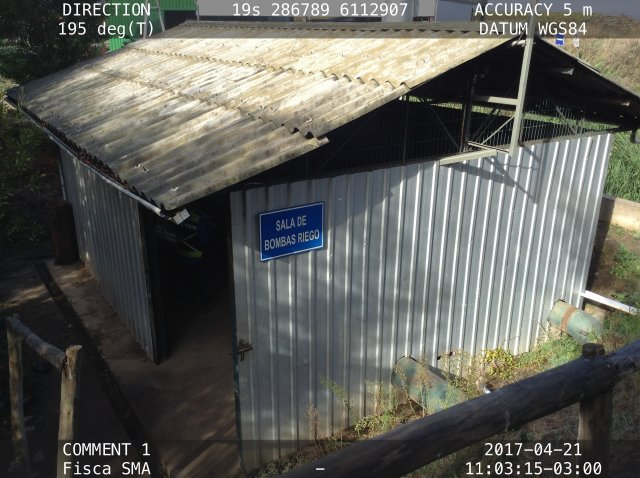 DIRECTION 19s 286789 6112907 ACCURACY 5 m
195 deg(T) DATUM WGS84
SALA DE
BOMBAS RIEGO
COMMENT 1 2017-04-21
Fisca SMA - 11:03:15-03:00